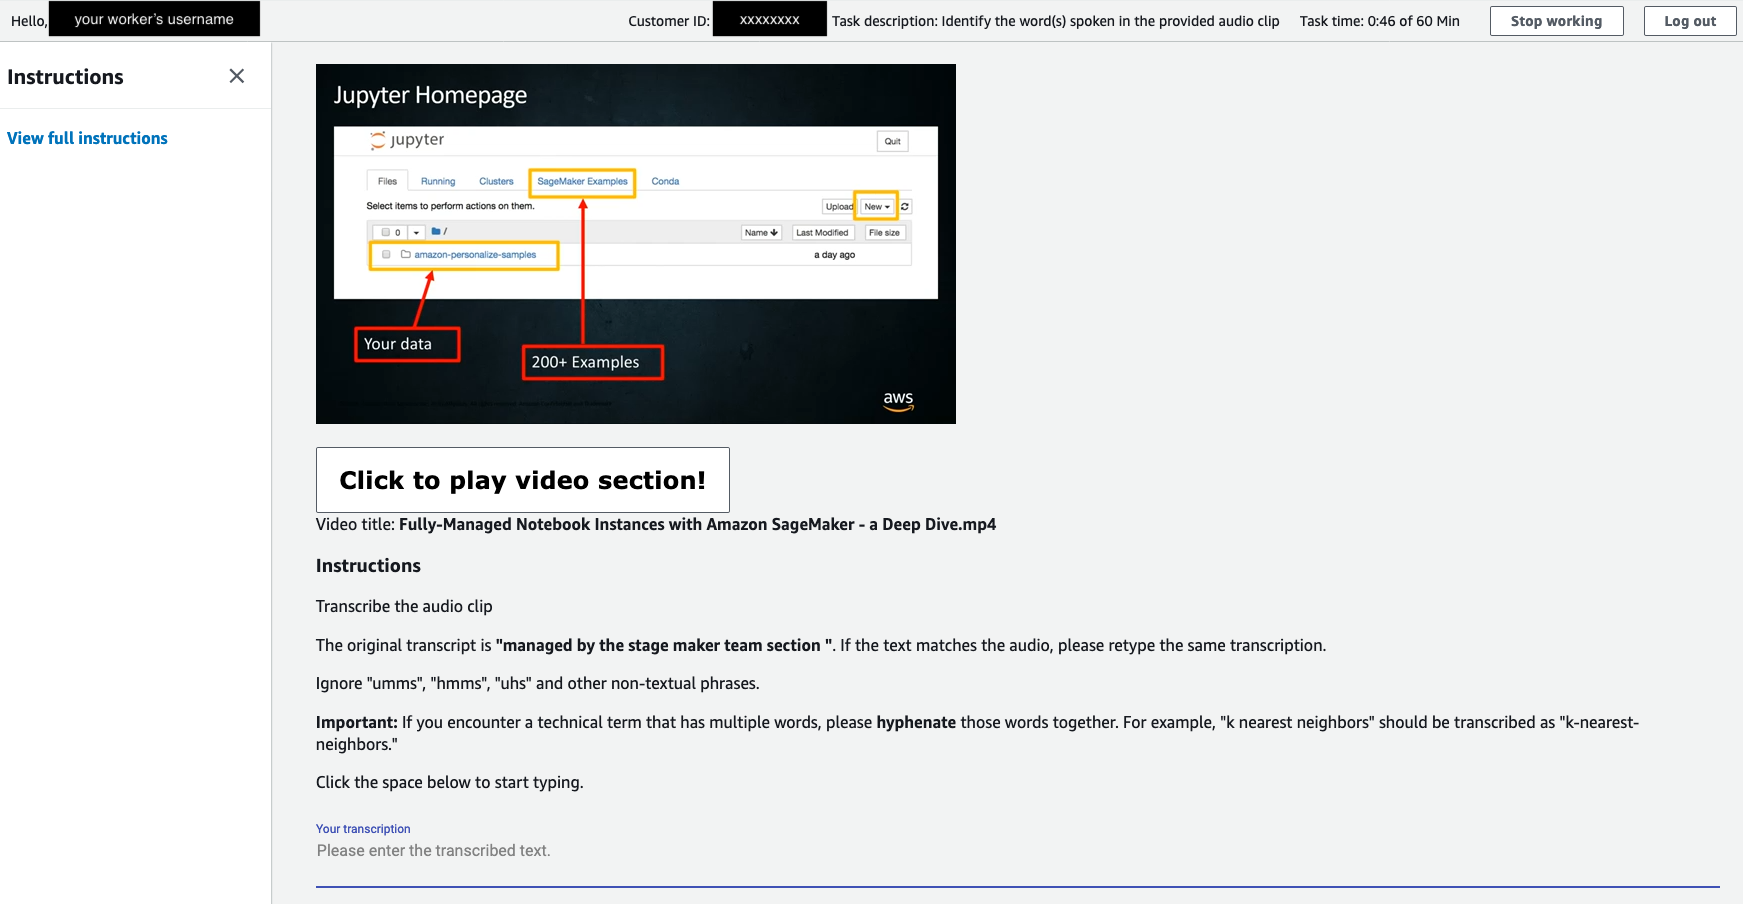 Hello, your worker's username
Customer ID: xxxxxxxx Task description: Identify the word(s) spoken in the provided audio clip Task time: 0:46 of 60 Min Stop working Log out
Instructions
View full instructions
Jupyter Homepage
jupyter Quit
Files Running Clusters SageMaker Examples Conda
Select items to perform actions on them. Upload New
0 / Name Last Modified File size
amazon-personalize-samples a day ago
Your data
200+ Examples
aws
Click to play video section!
Video title: Fully-Managed Notebook Instances with Amazon SageMaker - a Deep Dive.mp4
Instructions
Transcribe the audio clip
The original transcript is "managed by the stage maker team section ". If the text matches the audio, please retype the same transcription.
Ignore "umms", "hmms", "uhs" and other non-textual phrases.
Important: If you encounter a technical term that has multiple words, please hyphenate those words together. For example, "k nearest neighbors" should be transcribed as "k-nearest-
neighbors."
Click the space below to start typing.
Your transcription
Please enter the transcribed text.